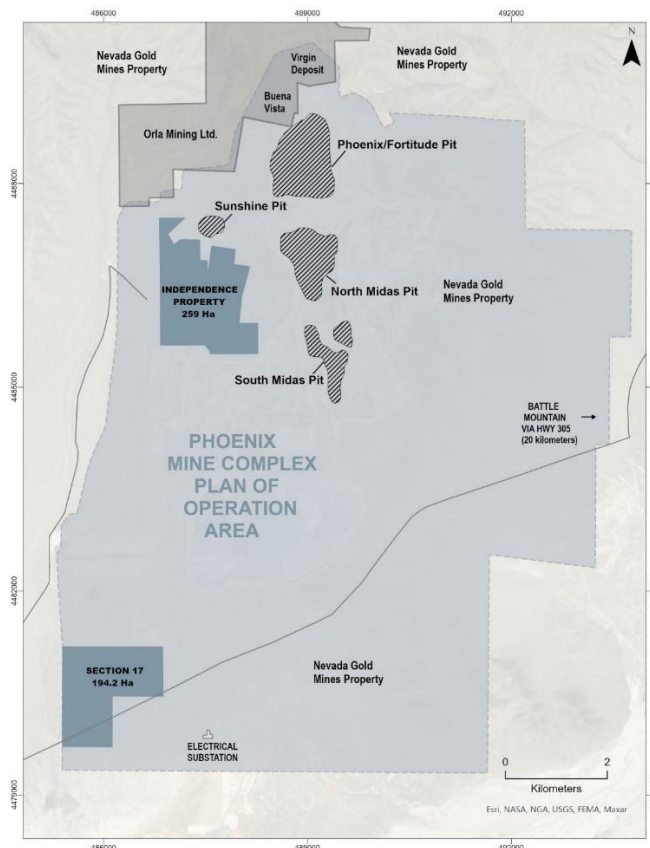 486000
489000
492000
Nevada Gold
Mines Property
Virgin
Deposit
Nevada Gold
Mines Property
Buena
Vista
Orla Mining Ltd.
Phoenix/Fortitude Pit
4488000
4488000
Sunshine Pit
INDEPENDENCE
PROPERTY
259 Ha
North Midas Pit
Nevada Gold
Mines Property
South Midas Pit
4485000
4485000
BATTLE
MOUNTAIN
VIA HWY 305
(20 kilometers)
PHOENIX
MINE COMPLEX
PLAN OF
OPERATION
AREA
4482000
4482000
SECTION 17
194.2 Ha
Nevada Gold
Mines Property
ELECTRICAL
SUBSTATION
0
2
Kilometers
4479000
4479000
Esri, NASA, NGA, USGS, FEMA, Maxar
486000
489000
492000